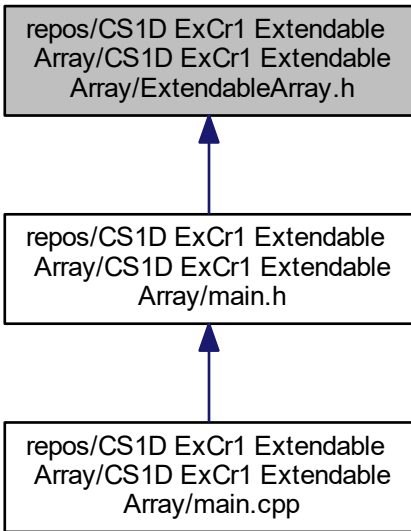 repos/CS1D ExCr1 Extendable
Array/CS1D ExCr1 Extendable
Array/ExtendableArray.h
repos/CS1D ExCr1 Extendable
Array/CS1D ExCr1 Extendable
Array/main.h
repos/CS1D ExCr1 Extendable
Array/CS1D ExCr1 Extendable
Array/main.cpp